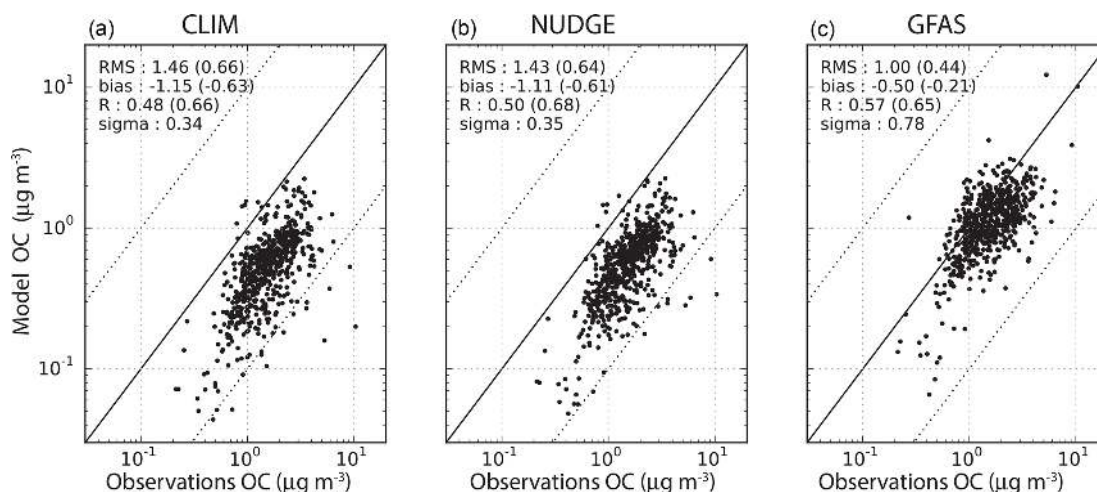 (a) CLIM
RMS : 1.46 (0.66)
bias : -1.15 (-0.63)
R : 0.48 (0.66)
sigma : 0.34
10¹
10⁰
10⁻¹
Model OC (μg m⁻³)
10⁻¹ 10⁰ 10¹
Observations OC (μg m⁻³)
(b) NUDGE
RMS : 1.43 (0.64)
bias : -1.11 (-0.61)
R : 0.50 (0.68)
sigma : 0.35
10⁻¹ 10⁰ 10¹
Observations OC (μg m⁻³)
(c) GFAS
RMS : 1.00 (0.44)
bias : -0.50 (-0.21)
R : 0.57 (0.65)
sigma : 0.78
10⁻¹ 10⁰ 10¹
Observations OC (μg m⁻³)